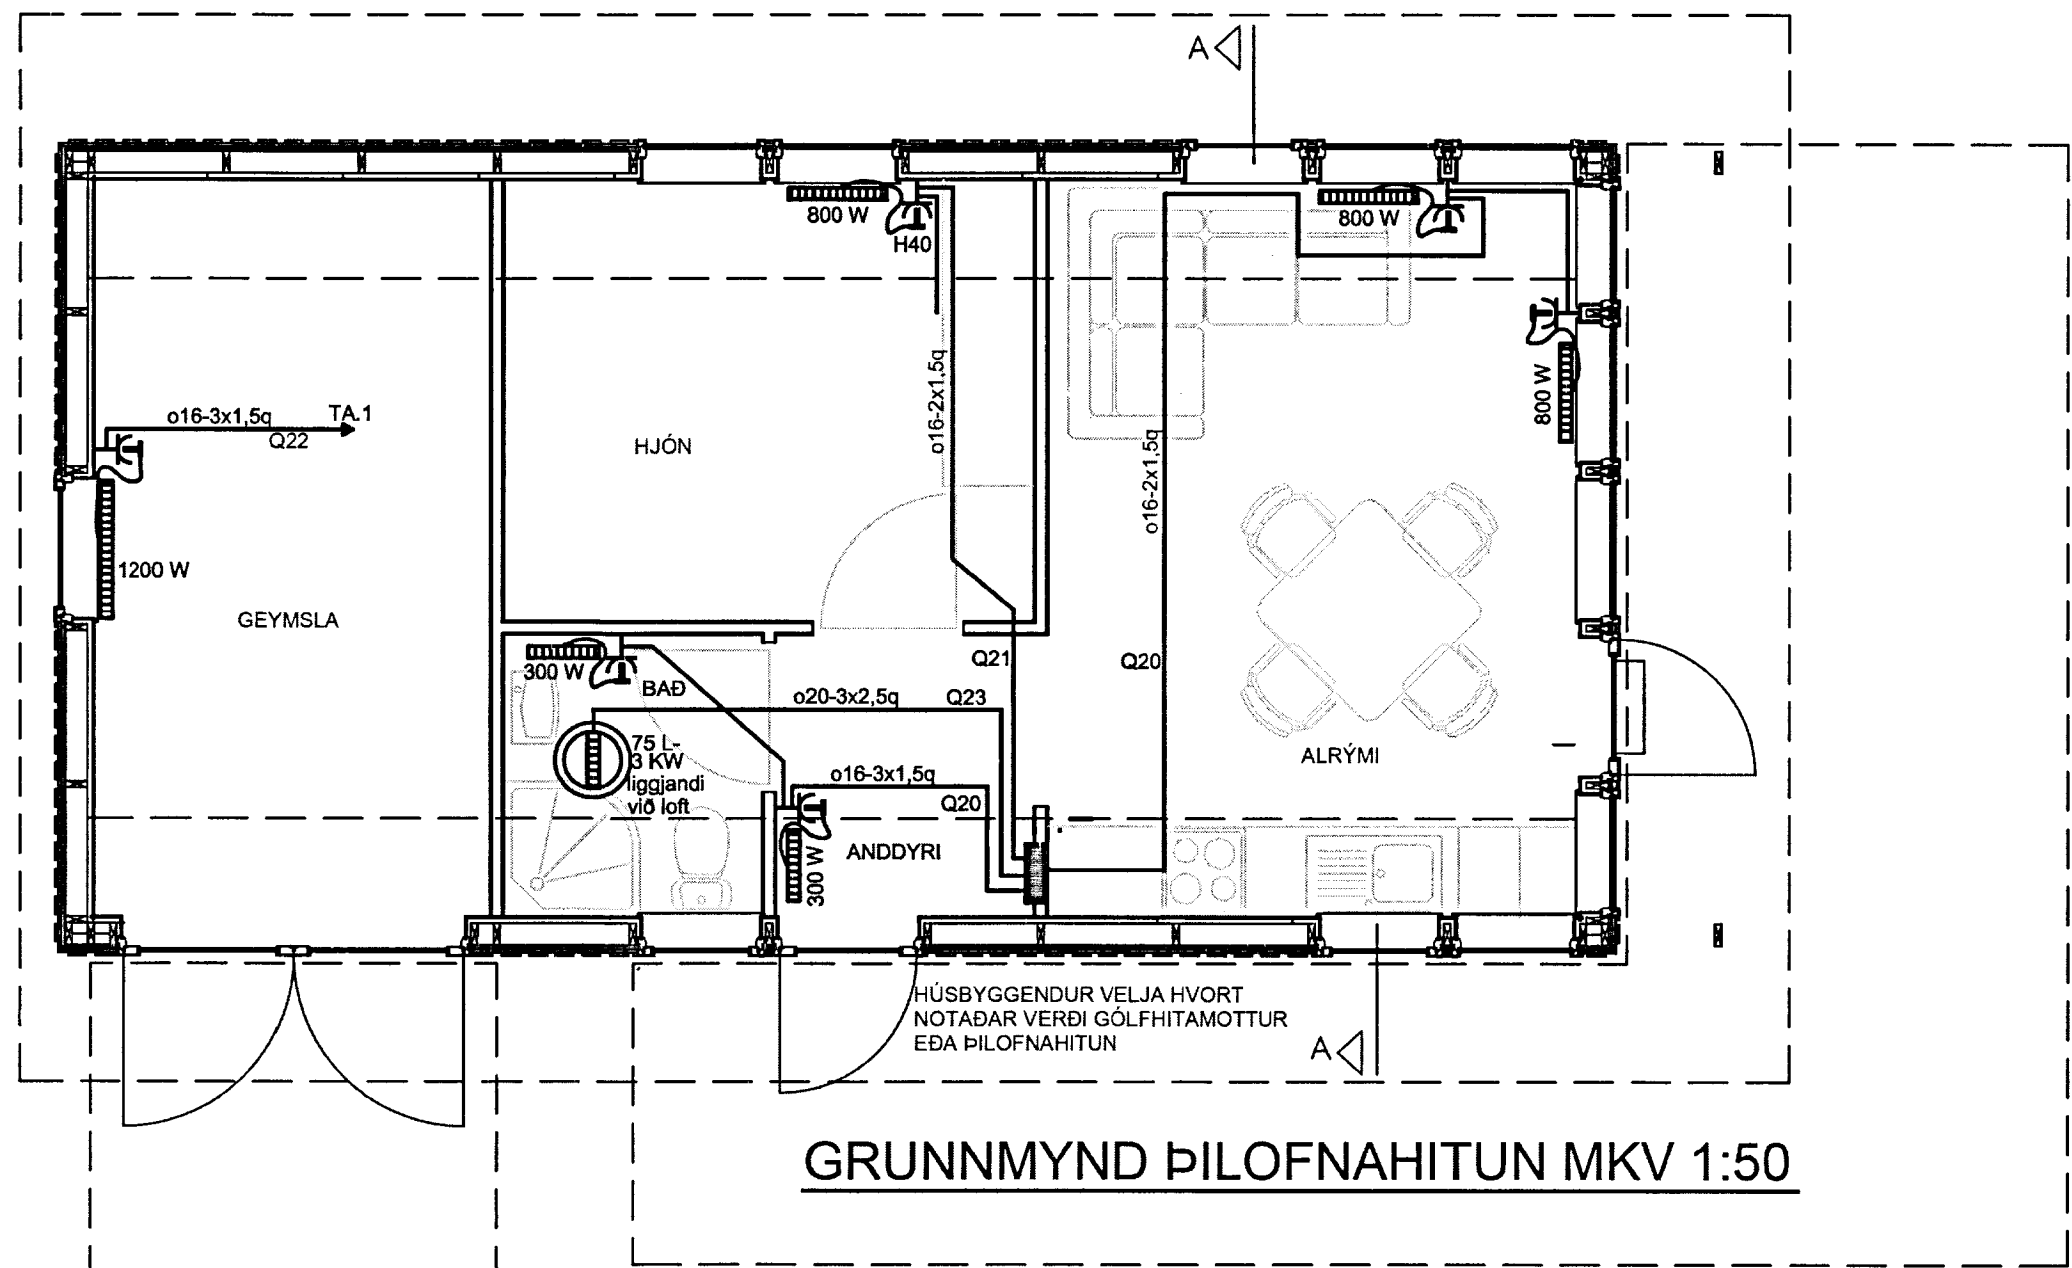 A
800 W
H40
800 W
o16-3x1,5q
TA.1
Q22
HJÓN
o16-2x1,5q
o16-2x1,5q
800 W
1200 W
GEYMSLA
300 W
BAÐ
Q21
Q20
o20-3x2,5q
Q23
75 L-
3 KW
liggjandi
við loft
o16-3x1,5q
Q20
ALRÝMI
300 W
ANDDYRI
HÚSBYGGENDUR VELJA HVORT
NOTAÐAR VERÐI GÓLFHITAMOTTUR
EÐA ÞILOFNAHITUN
A
GRUNNMYND ÞILOFNAHITUN MKV 1:50